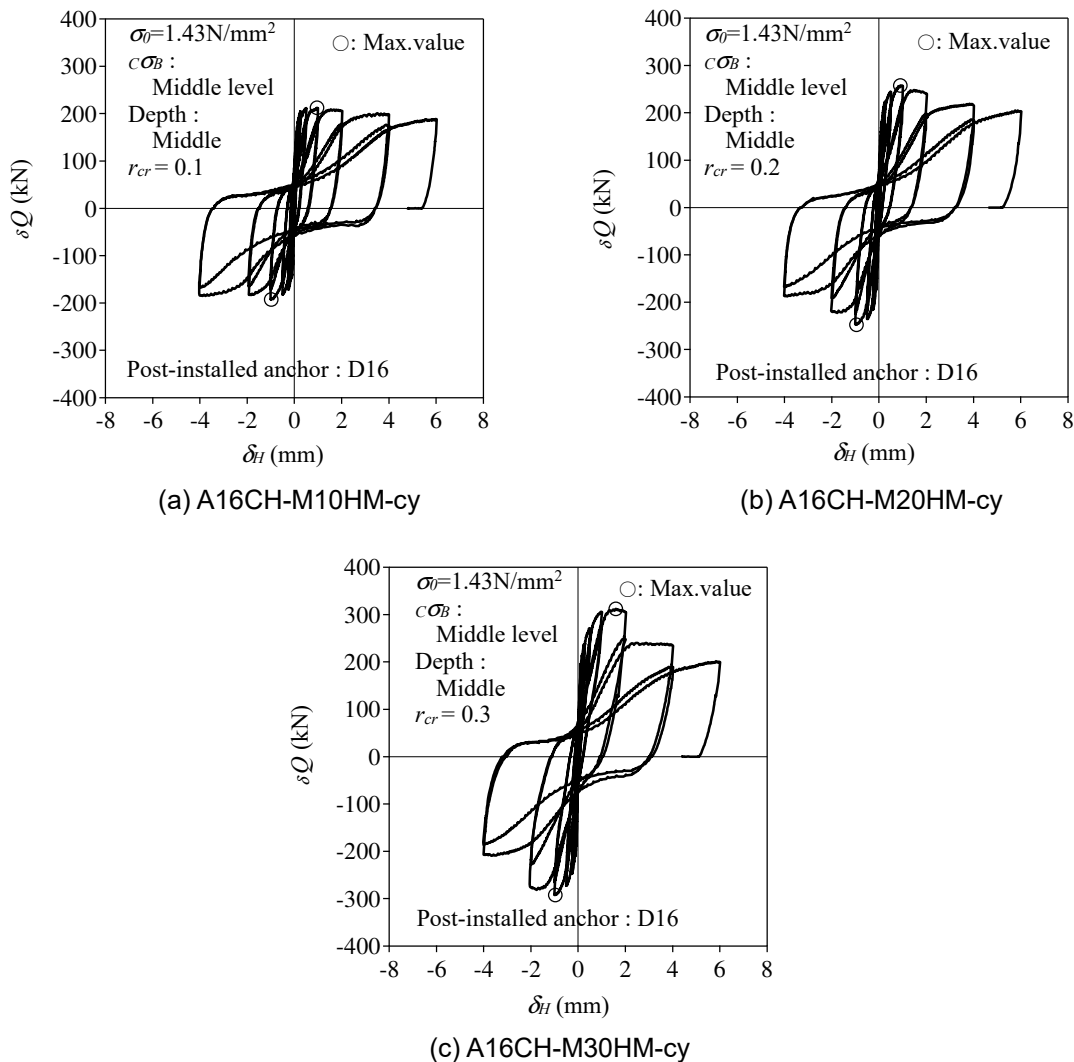 400
300
200
100
0
-100
-200
-300
-400
δQ (kN)
σ0=1.43N/mm²
○: Max.value
CσB :
Middle level
Depth :
Middle
rcr = 0.1
Post-installed anchor : D16
-8 -6 -4 -2 0 2 4 6 8
δH (mm)
(a) A16CH-M10HM-cy
400
300
200
100
0
-100
-200
-300
-400
δQ (kN)
σ0=1.43N/mm²
○: Max.value
CσB :
Middle level
Depth :
Middle
rcr = 0.2
Post-installed anchor : D16
-8 -6 -4 -2 0 2 4 6 8
δH (mm)
(b) A16CH-M20HM-cy
400
300
200
100
0
-100
-200
-300
-400
δQ (kN)
σ0=1.43N/mm²
○: Max.value
CσB :
Middle level
Depth :
Middle
rcr = 0.3
Post-installed anchor : D16
-8 -6 -4 -2 0 2 4 6 8
δH (mm)
(c) A16CH-M30HM-cy